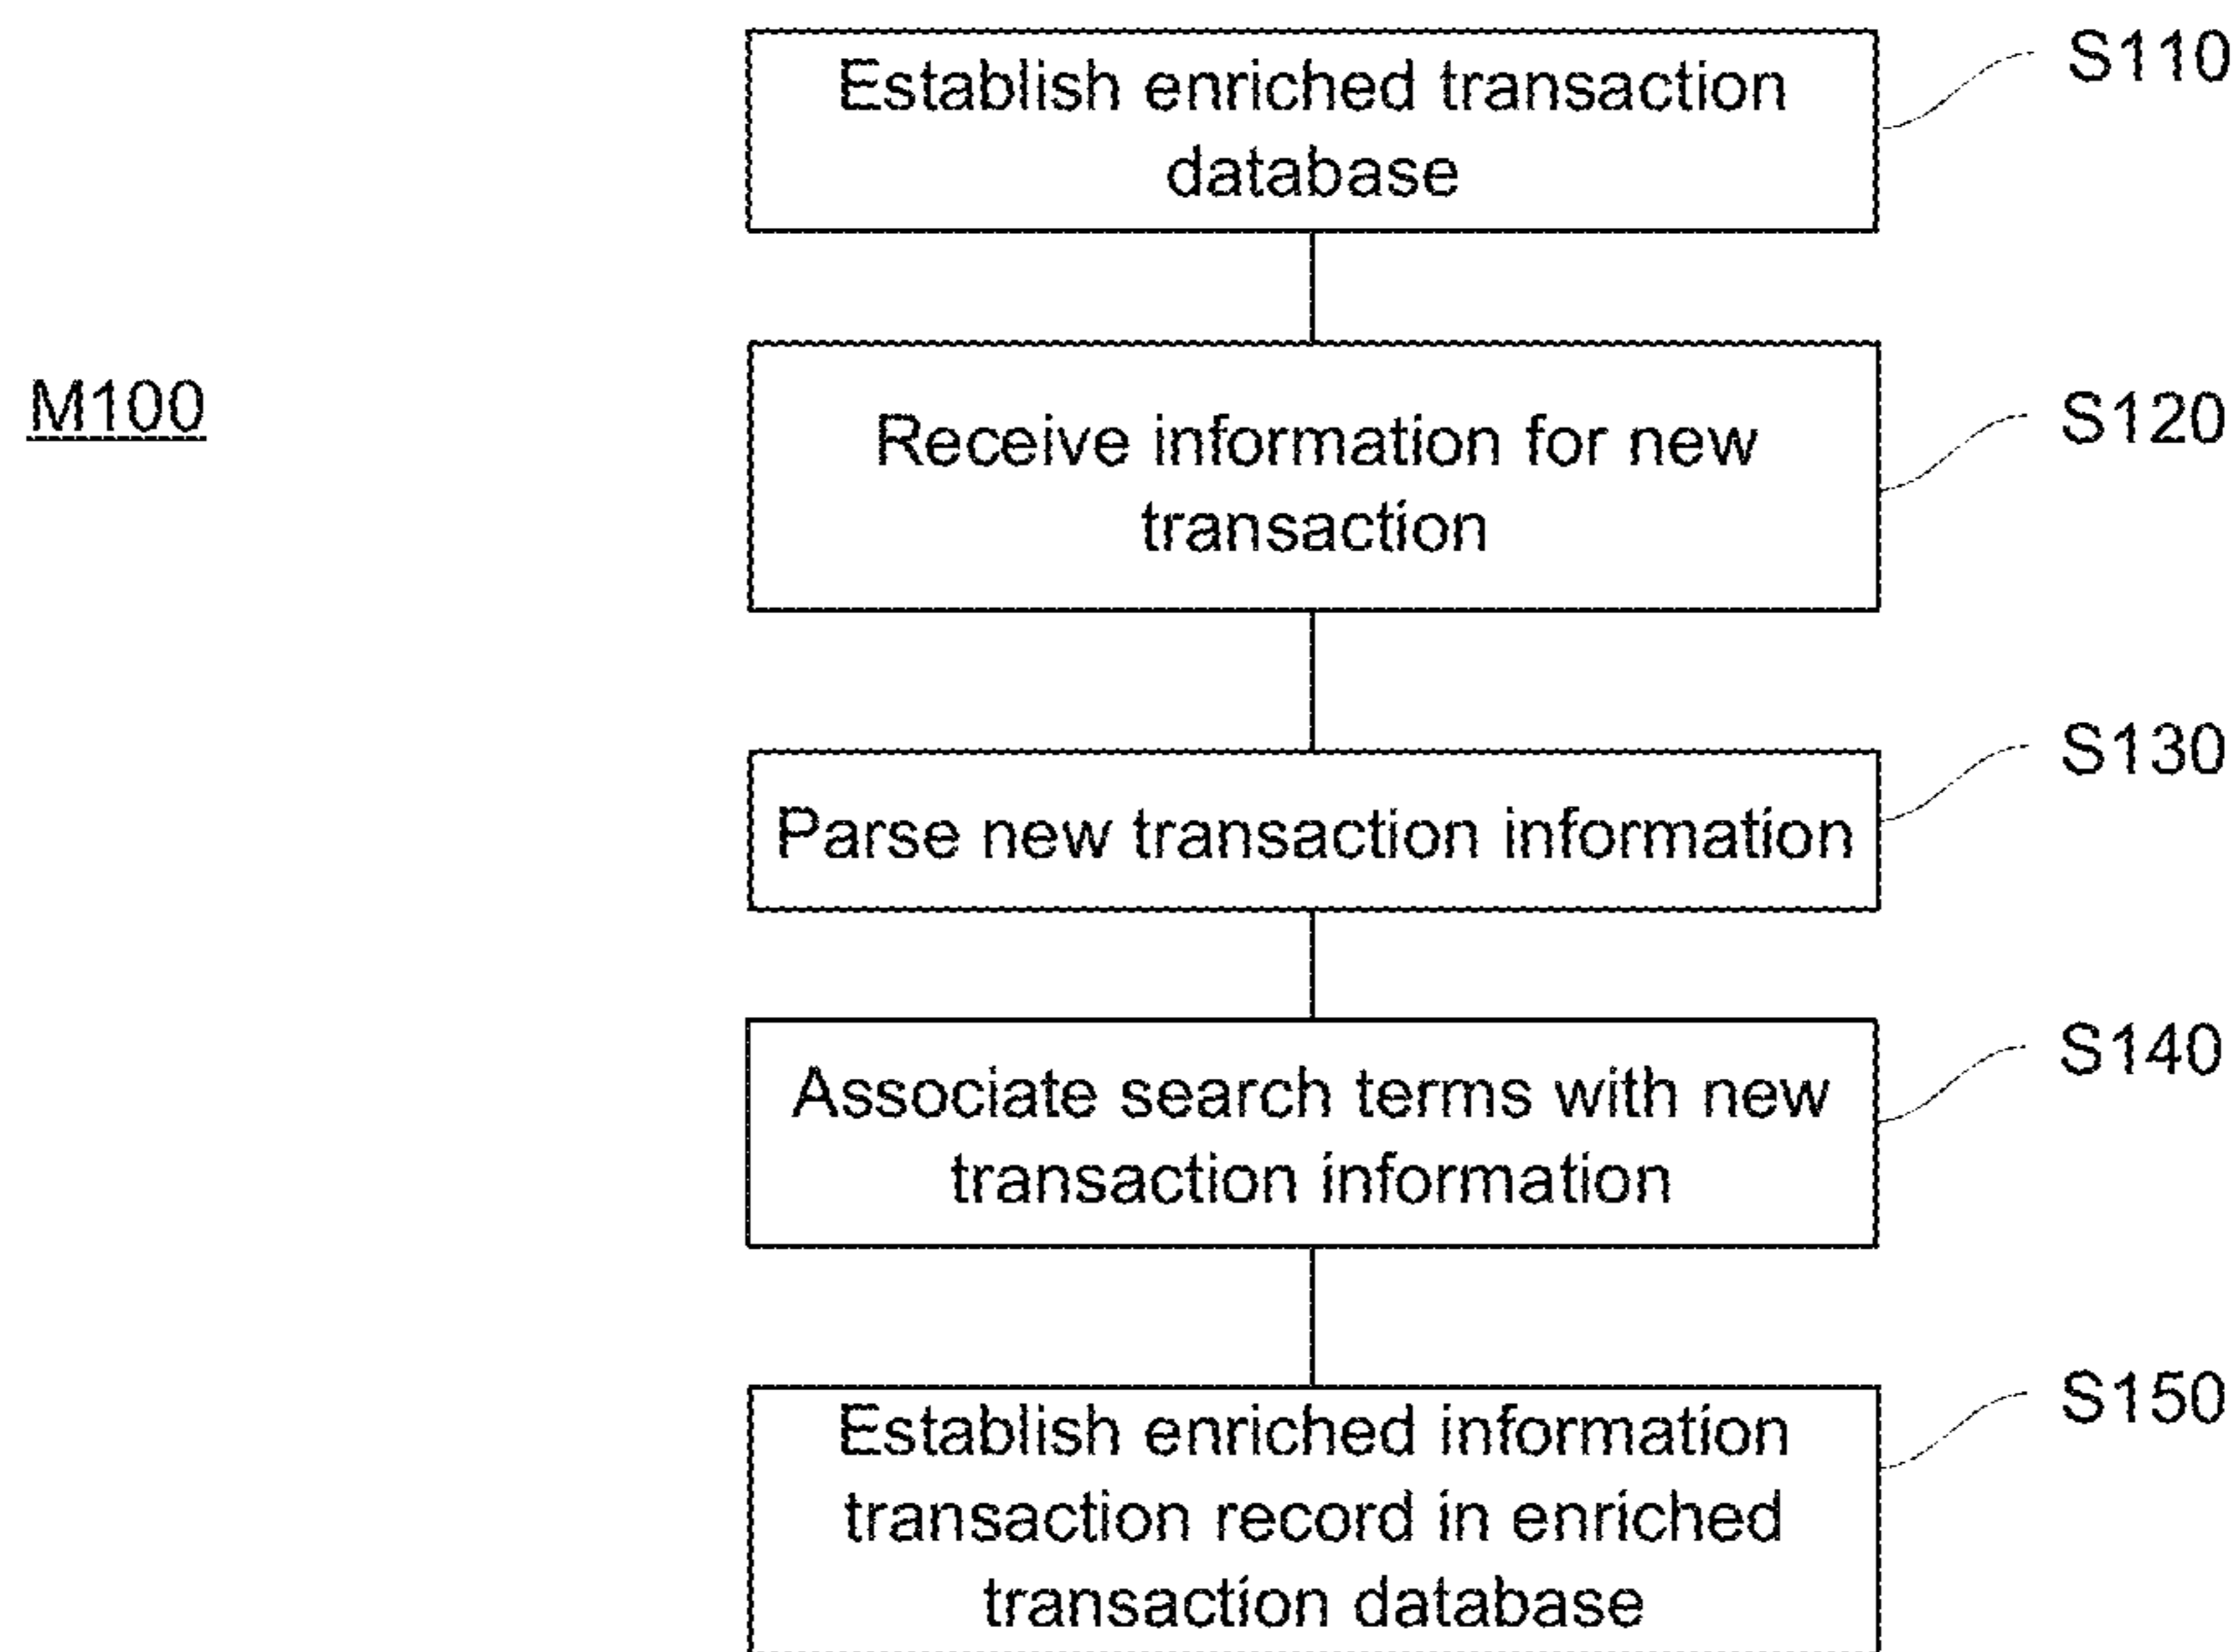 Establish enriched transaction
database
S110
M100
Receive information for new
transaction
S120
Parse new transaction information
S130
Associate search terms with new
transaction information
S140
Establish enriched information
transaction record in enriched
transaction database
S150